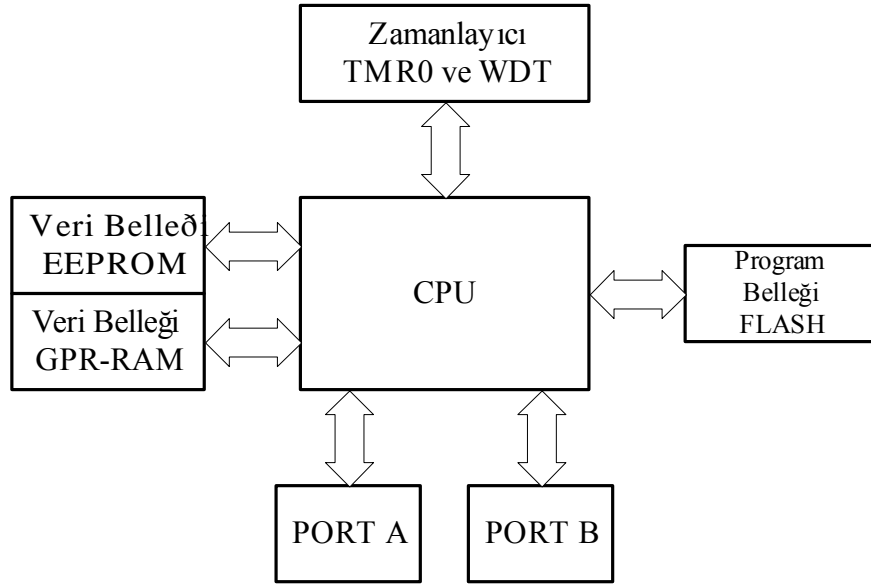 Zamanlayıcı
TMR0 ve WDT
Veri Belleði
EEPROM
Veri Belleği
GPR-RAM
CPU
Program
Belleği
FLASH
PORT A
PORT B